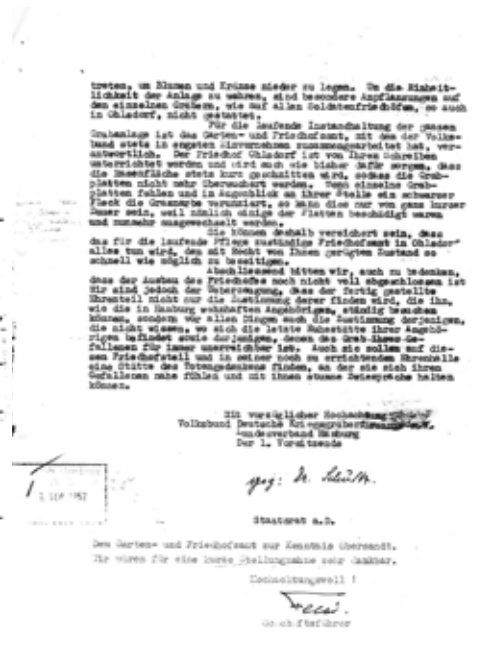 treten, um Blumen und Kränze nieder zu legen. Um die Einheit-
lichkeit der Anlage zu wahren, sind besondere Anpflanzungen auf
den einzelnen Gräbern, wie auf allen Soldatenfriedhöfen, so auch
in Ohlsdorf, nicht gestattet.
Für die laufende Instandhaltung der ganzen
Grabanlage ist das Garten- und Friedhofsamt, mit dem der Volks-
bund stets in engsten Einvernehmen zusammengearbeitet hat, ver-
antwortlich. Der Friedhof Ohlsdorf ist von Ihrem Schreiben
unterrichtet worden und wird auch wie bisher dafür sorgen, dass
die Rasenfläche stets kurz geschnitten wird, sodass die Grab-
platten nicht mehr überwuchert werden. Wenn einzelne Grab-
platten fehlen und im Augenblick an ihrer Stelle ein schwarzer
Fleck die Grasnarbe verunziert, so kann dies nur von ganz kurzer
Dauer sein, weil nämlich einige der Platten beschädigt waren
und nunmehr ausgewechselt werden.
Sie können deshalb versichert sein, dass
das für die laufende Pflege zuständige Friedhofsamt in Ohlsdorf
alles tun wird, den mit Recht von Ihnen gerügten Zustand so
schnell wie möglich zu beseitigen.
Abschliessend bitten wir, auch zu bedenken,
dass der Ausbau des Friedhofes noch nicht voll abgeschlossen ist
Wir sind jedoch der Überzeugung, dass der fertig gestellte
Ehrenteil nicht nur die Zustimmung derer finden wird, die ihn,
wie die in Hamburg wohnhaften Angehörigen, ständig besuchen
können, sondern vor allen Dingen auch die Zustimmung derjenigen,
die nicht wissen, wo sich die letzte Ruhestätte ihrer Angehö-
rigen befindet sowie derjenigen, denen das Grab ihres Ge-
fallenen für immer unerreichbar ist. Auch sie sollen auf die-
sem Friedhofsteil und in seiner noch zu errichtenden Ehrenhalle
eine Stätte des Totengedenkens finden, an der sie sich ihren
Gefallenen nahe fühlen und mit ihnen stumme Zwiesprache halten
können.
Mit vorzüglicher Hochachtung
Volksbund Deutsche Kriegsgräberfürsorge e.V.
Landesverband Hamburg
Der 1. Vorsitzende
gez: Dr.
Staatsrat a.D.
SEP 1952
Dem Garten- und Friedhofsamt zur Kenntnis übersandt.
Wir wären für eine kurze Stellungnahme sehr dankbar.
Hochachtungsvoll !
Geschäftsführer